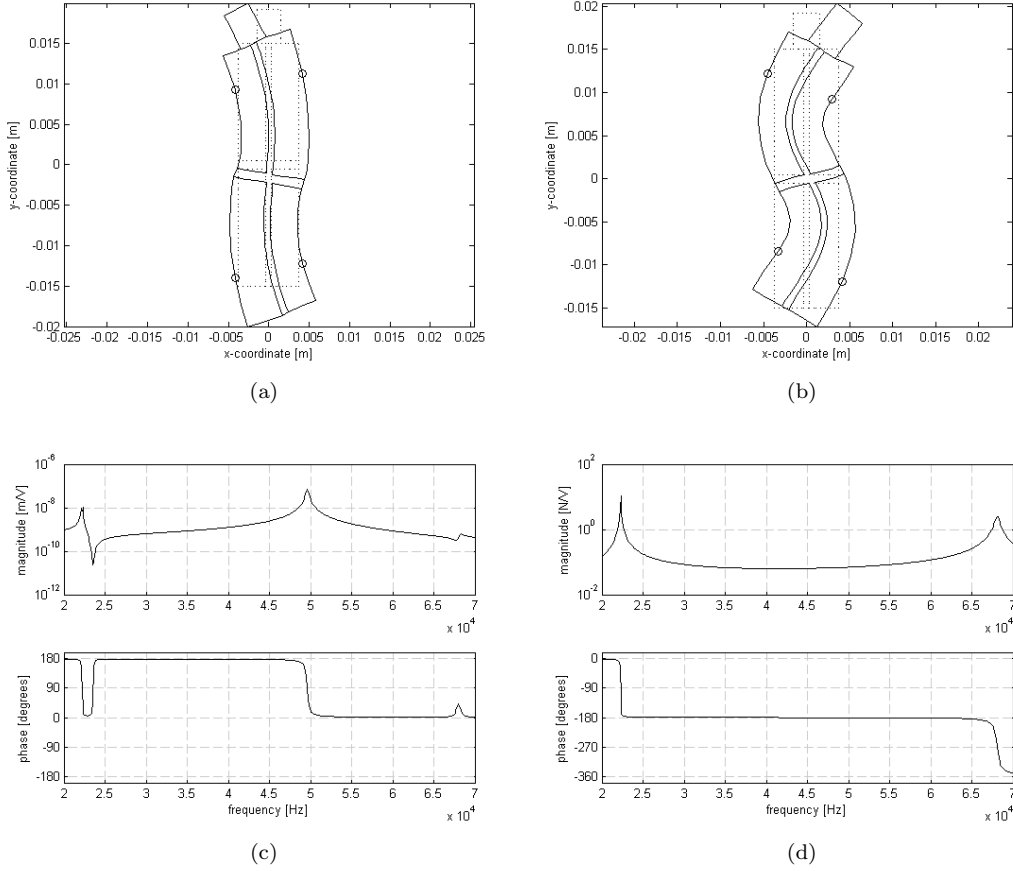 0.015
0.01
0.005
0
-0.005
-0.01
-0.015
-0.02
y-coordinate [m]
-0.025 -0.02 -0.015 -0.01 -0.005 0 0.005 0.01 0.015 0.02 0.025
x-coordinate [m]
(a)
0.015
0.01
0.005
0
-0.005
-0.01
-0.015
y-coordinate [m]
-0.02 -0.015 -0.01 -0.005 0 0.005 0.01 0.015 0.02
x-coordinate [m]
(b)
10^-6
10^-8
10^-10
10^-12
magnitude [m/V]
2 2.5 3 3.5 4 4.5 5 5.5 6 6.5 7
x 10^4
180
90
0
-90
-180
phase [degrees]
2 2.5 3 3.5 4 4.5 5 5.5 6 6.5 7
frequency [Hz]
x 10^4
(c)
10^2
10^0
10^-2
magnitude [N/V]
2 2.5 3 3.5 4 4.5 5 5.5 6 6.5 7
x 10^4
0
-90
-180
-270
-360
phase [degrees]
2 2.5 3 3.5 4 4.5 5 5.5 6 6.5 7
frequency [Hz]
x 10^4
(d)